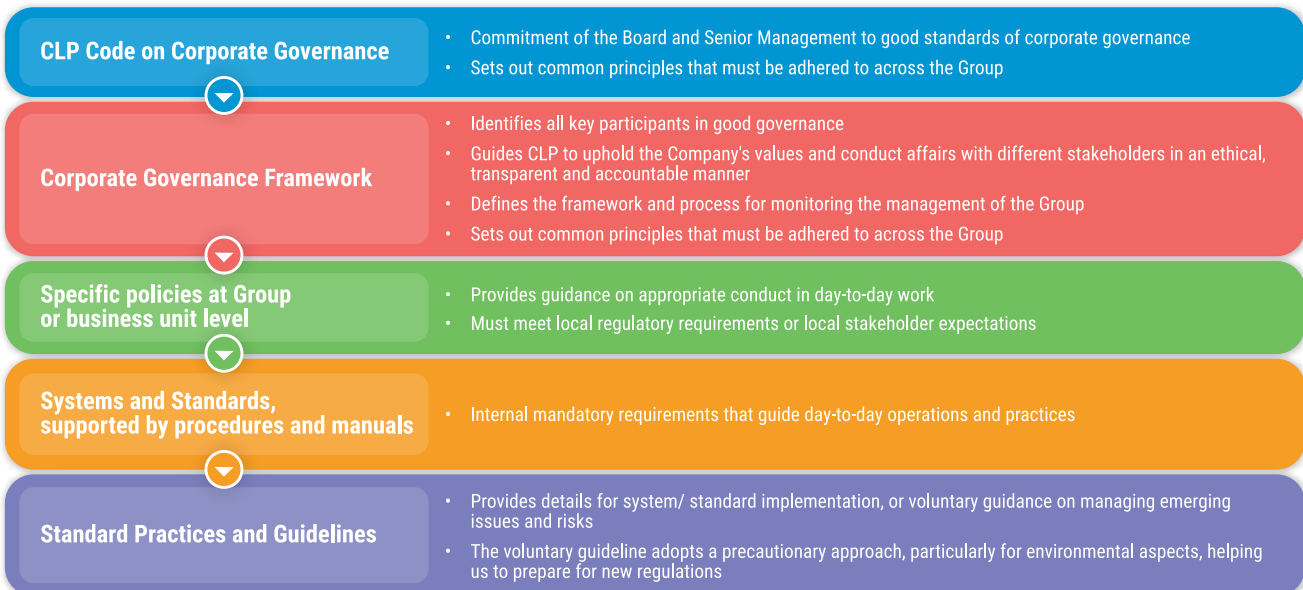 CLP Code on Corporate Governance
• Commitment of the Board and Senior Management to good standards of corporate governance
• Sets out common principles that must be adhered to across the Group
Corporate Governance Framework
• Identifies all key participants in good governance
• Guides CLP to uphold the Company's values and conduct affairs with different stakeholders in an ethical,
transparent and accountable manner
• Defines the framework and process for monitoring the management of the Group
• Sets out common principles that must be adhered to across the Group
Specific policies at Group
or business unit level
• Provides guidance on appropriate conduct in day-to-day work
• Must meet local regulatory requirements or local stakeholder expectations
Systems and Standards,
supported by procedures and manuals
• Internal mandatory requirements that guide day-to-day operations and practices
Standard Practices and Guidelines
• Provides details for system/ standard implementation, or voluntary guidance on managing emerging
issues and risks
• The voluntary guideline adopts a precautionary approach, particularly for environmental aspects, helping
us to prepare for new regulations